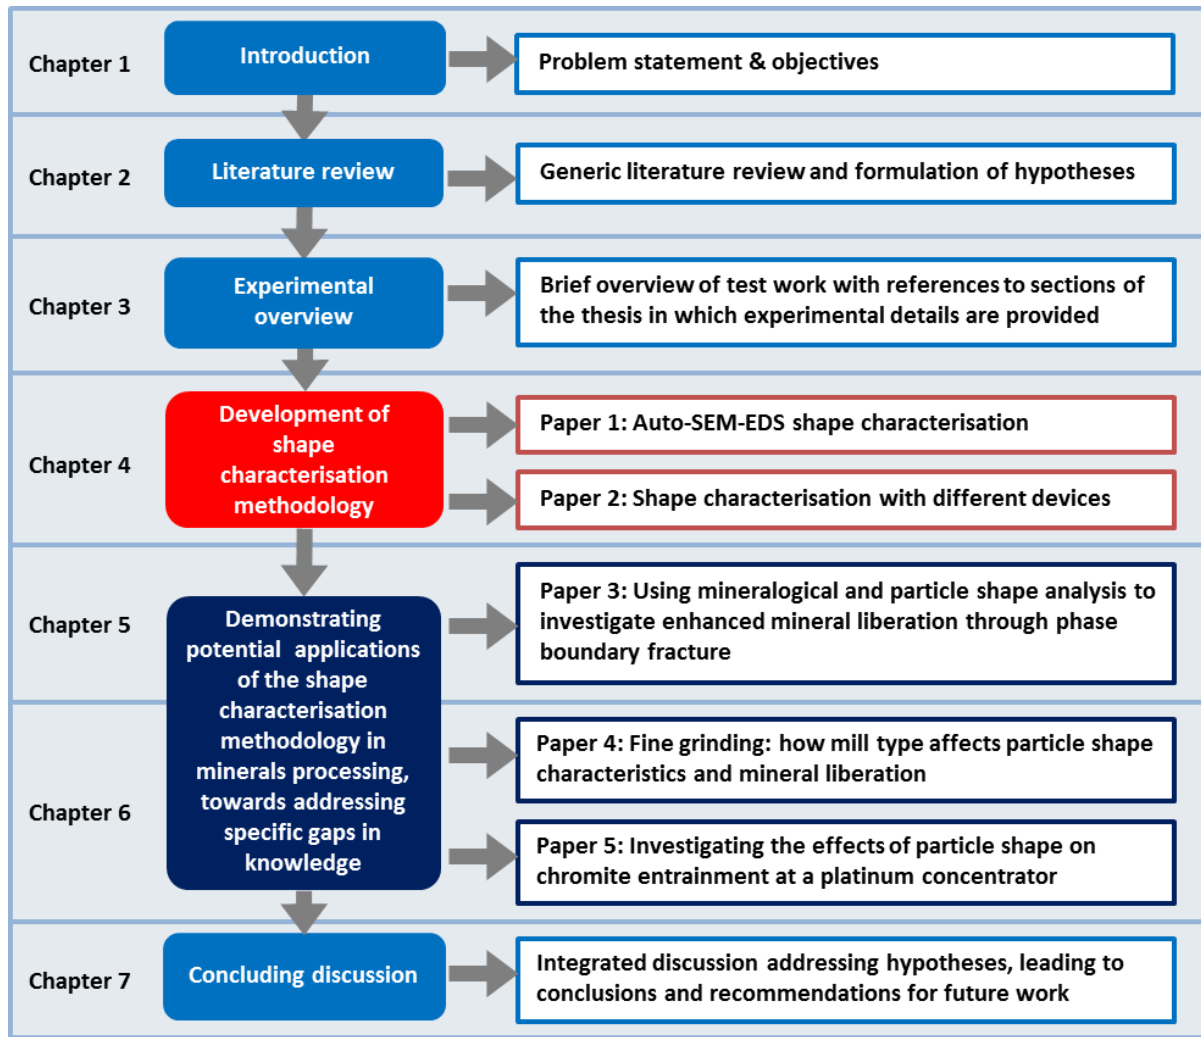 Chapter 1
Introduction
Problem statement & objectives
Chapter 2
Literature review
Generic literature review and formulation of hypotheses
Chapter 3
Experimental
overview
Brief overview of test work with references to sections of
the thesis in which experimental details are provided
Chapter 4
Development of
shape
characterisation
methodology
Paper 1: Auto-SEM-EDS shape characterisation
Paper 2: Shape characterisation with different devices
Chapter 5
Demonstrating
potential applications
of the shape
characterisation
methodology in
minerals processing,
towards addressing
specific gaps in
knowledge
Paper 3: Using mineralogical and particle shape analysis to
investigate enhanced mineral liberation through phase
boundary fracture
Chapter 6
Paper 4: Fine grinding: how mill type affects particle shape
characteristics and mineral liberation
Paper 5: Investigating the effects of particle shape on
chromite entrainment at a platinum concentrator
Chapter 7
Concluding discussion
Integrated discussion addressing hypotheses, leading to
conclusions and recommendations for future work